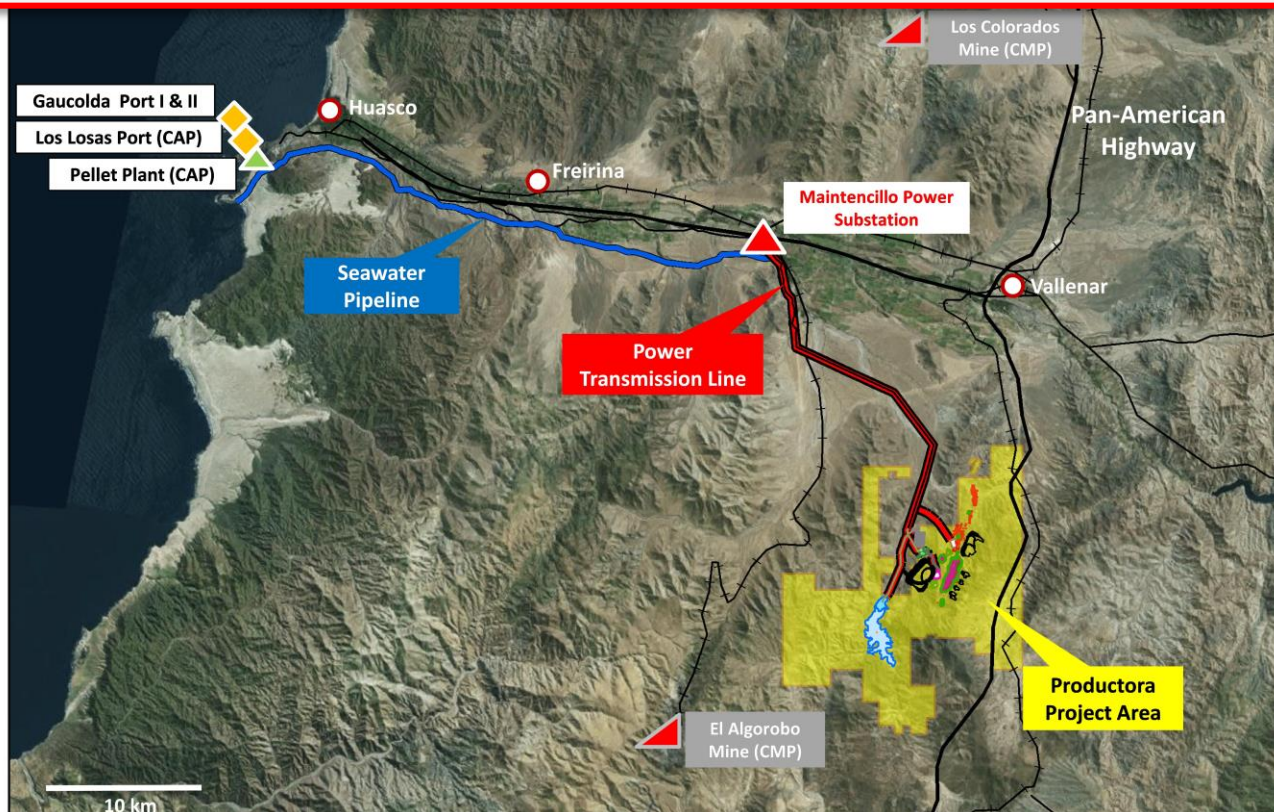 Los Colorados
Mine (CMP)
Gaucolda Port I & II
Los Losas Port (CAP)
Pellet Plant (CAP)
Huasco
Pan-American
Highway
Freirina
Maintencillo Power
Substation
Seawater
Pipeline
Vallenar
Power
Transmission Line
Productora
Project Area
El Algorobo
Mine (CMP)
10 km